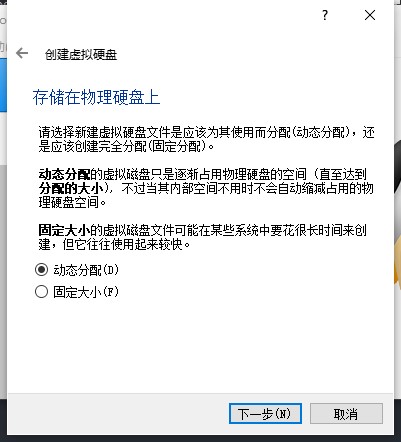 ?
创建虚拟硬盘
存储在物理硬盘上
请选择新建虚拟硬盘文件是应该为其使用而分配(动态分配)，还
是应该创建完全分配(固定分配)。
动态分配的虚拟磁盘只是逐渐占用物理硬盘的空间（直至达到
分配的大小），不过当其内部空间不用时不会自动缩减占用的物
理硬盘空间。
固定大小的虚拟磁盘文件可能在某些系统中要花很长时间来创
建，但它往往使用起来较快。
动态分配(D)
固定大小(F)
下一步(N)
取消